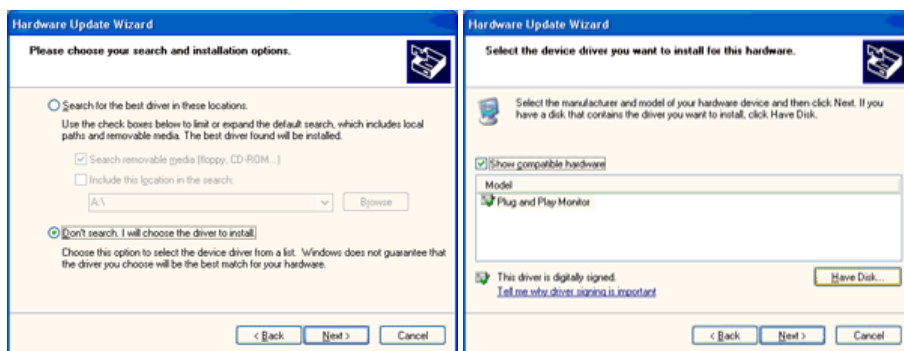 Hardware Update Wizard
Please choose your search and installation options.
Search for the best driver in these locations.
Use the check boxes below to limit or expand the default search, which includes local
paths and removable media. The best driver found will be installed.
Search removable media (floppy, CD-ROM...)
Include this location in the search:
A:\
Browse
Don't search. I will choose the driver to install.
Choose this option to select the device driver from a list. Windows does not guarantee that
the driver you choose will be the best match for your hardware.
< Back
Next >
Cancel
Hardware Update Wizard
Select the device driver you want to install for this hardware.
Select the manufacturer and model of your hardware device and then click Next. If you
have a disk that contains the driver you want to install, click Have Disk.
Show compatible hardware
Model
Plug and Play Monitor
This driver is digitally signed.
Tell me why driver signing is important
Have Disk...
< Back
Next >
Cancel